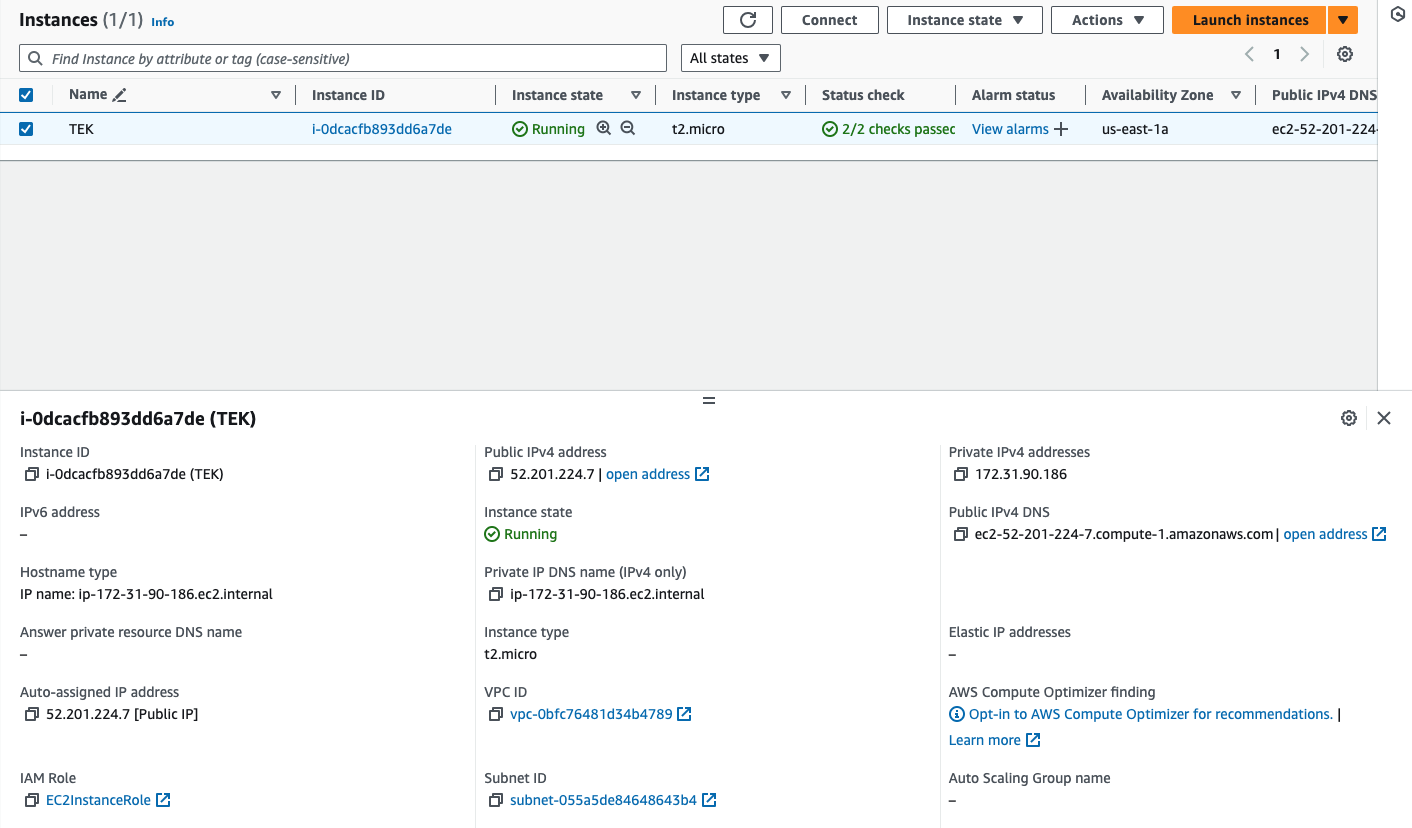 Instances (1/1) Info
Connect
Instance state
Actions
Launch instances
Find Instance by attribute or tag (case-sensitive)
All states
1
Name
Instance ID
Instance state
Instance type
Status check
Alarm status
Availability Zone
Public IPv4 DNS
TEK
i-0dcacfb893dd6a7de
Running
t2.micro
2/2 checks passec
View alarms
us-east-1a
ec2-52-201-224-
i-0dcacfb893dd6a7de (TEK)
Instance ID
i-0dcacfb893dd6a7de (TEK)
Public IPv4 address
52.201.224.7 | open address
Private IPv4 addresses
172.31.90.186
IPv6 address
–
Instance state
Running
Public IPv4 DNS
ec2-52-201-224-7.compute-1.amazonaws.com | open address
Hostname type
IP name: ip-172-31-90-186.ec2.internal
Private IP DNS name (IPv4 only)
ip-172-31-90-186.ec2.internal
Answer private resource DNS name
–
Instance type
t2.micro
Elastic IP addresses
–
Auto-assigned IP address
52.201.224.7 [Public IP]
VPC ID
vpc-0bfc76481d34b4789
AWS Compute Optimizer finding
Opt-in to AWS Compute Optimizer for recommendations. |
Learn more
IAM Role
EC2InstanceRole
Subnet ID
subnet-055a5de84648643b4
Auto Scaling Group name
–